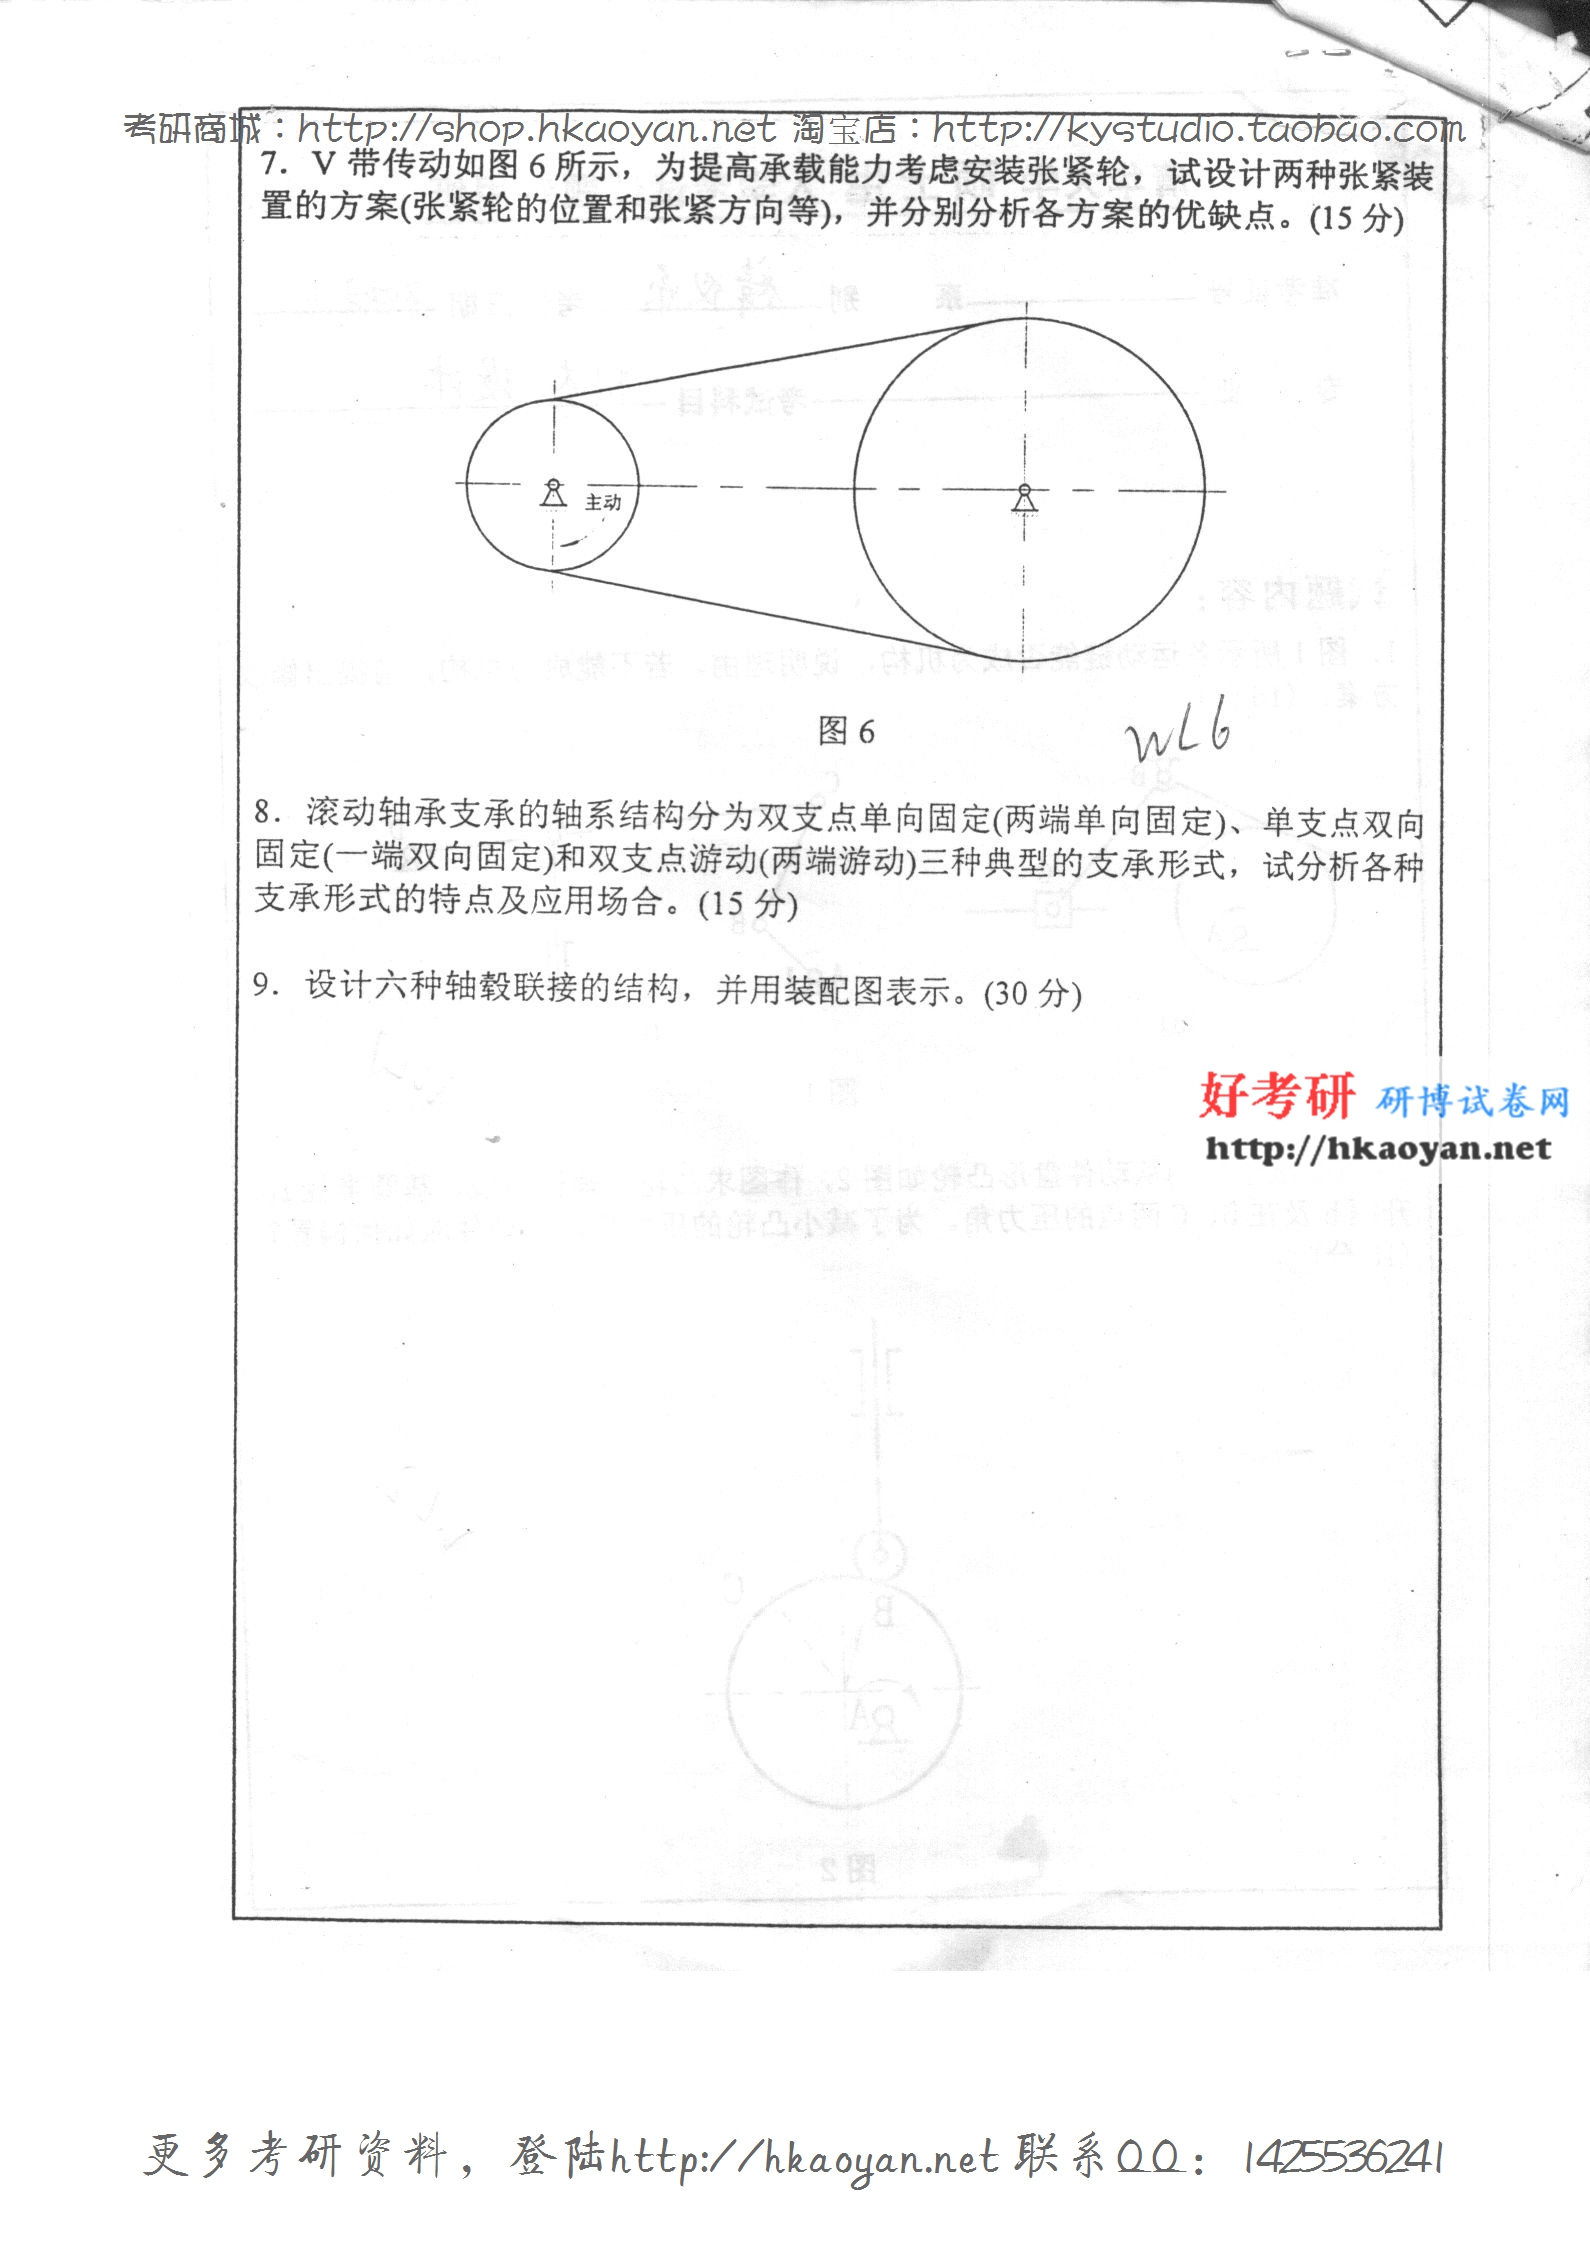 考研商城：http://shop.hkaoyan.net 淘宝店：http://kystudio.taobao.com
7．V 带传动如图 6 所示，为提高承载能力考虑安装张紧轮，试设计两种张紧装
置的方案(张紧轮的位置和张紧方向等)，并分别分析各方案的优缺点。(15 分)
主动
图 6
WL6
8．滚动轴承支承的轴系结构分为双支点单向固定(两端单向固定)、单支点双向
固定(一端双向固定)和双支点游动(两端游动)三种典型的支承形式，试分析各种
支承形式的特点及应用场合。(15 分)
9．设计六种轴毂联接的结构，并用装配图表示。(30 分)
好考研 研博试卷网
http://hkaoyan.net
更多考研资料，登陆http://hkaoyan.net 联系QQ：1425536241